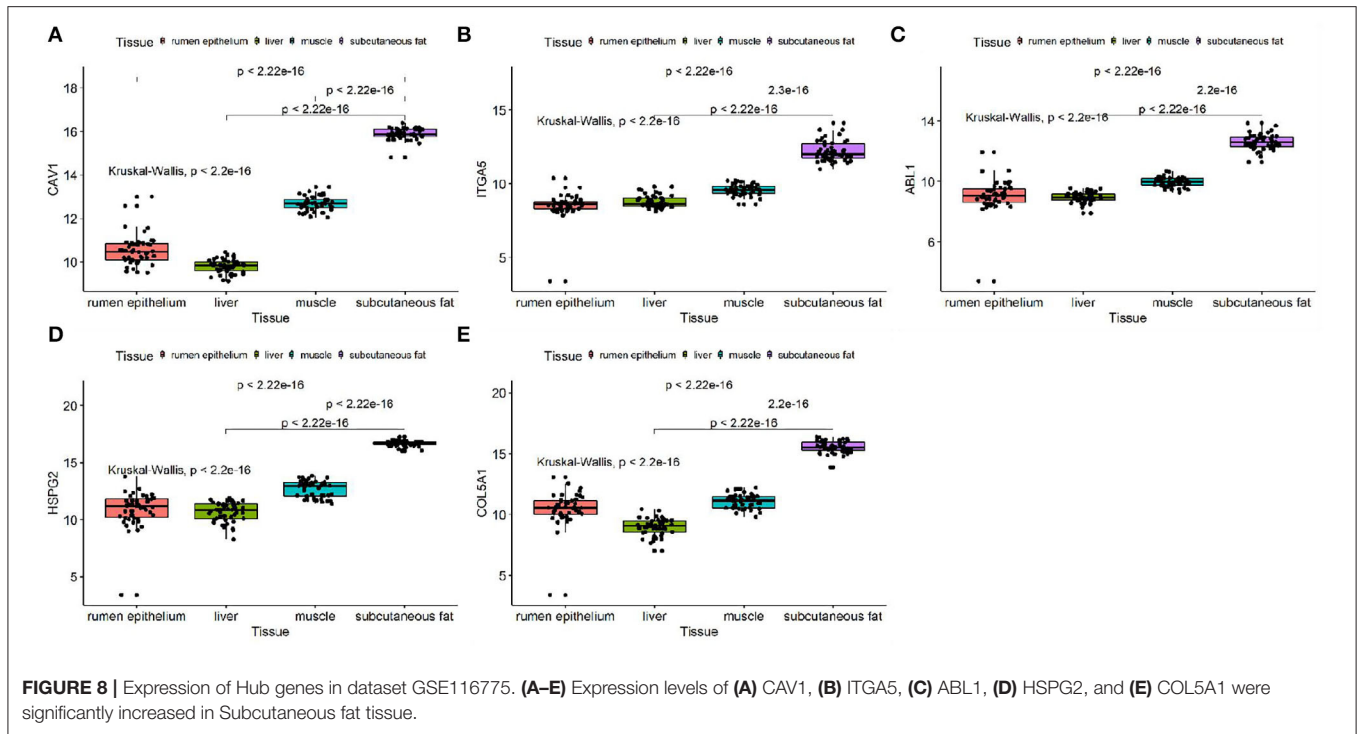 A
Tissue rumen epithelium liver muscle subcutaneous fat
p < 2.22e-16
p < 2.22e-16
p < 2.22e-16
Kruskal-Wallis, p < 2.2e-16
CAV1
18
16
14
12
10
rumen epithelium liver muscle subcutaneous fat
Tissue
B
Tissue rumen epithelium liver muscle subcutaneous fat
p < 2.22e-16
2.3e-16
p < 2.22e-16
Kruskal-Wallis, p < 2.2e-16
ITGA5
15
10
5
rumen epithelium liver muscle subcutaneous fat
Tissue
C
Tissue rumen epithelium liver muscle subcutaneous fat
p < 2.22e-16
2.2e-16
p < 2.22e-16
Kruskal-Wallis, p < 2.2e-16
ABL1
14
10
6
rumen epithelium liver muscle subcutaneous fat
Tissue
D
Tissue rumen epithelium liver muscle subcutaneous fat
p < 2.22e-16
p < 2.22e-16
p < 2.22e-16
Kruskal-Wallis, p < 2.2e-16
HSPG2
20
15
10
5
rumen epithelium liver muscle subcutaneous fat
Tissue
E
Tissue rumen epithelium liver muscle subcutaneous fat
p < 2.22e-16
2.2e-16
p < 2.22e-16
Kruskal-Wallis, p < 2.2e-16
COL5A1
20
15
10
5
rumen epithelium liver muscle subcutaneous fat
Tissue
FIGURE 8 | Expression of Hub genes in dataset GSE116775. (A–E) Expression levels of (A) CAV1, (B) ITGA5, (C) ABL1, (D) HSPG2, and (E) COL5A1 were
significantly increased in Subcutaneous fat tissue.